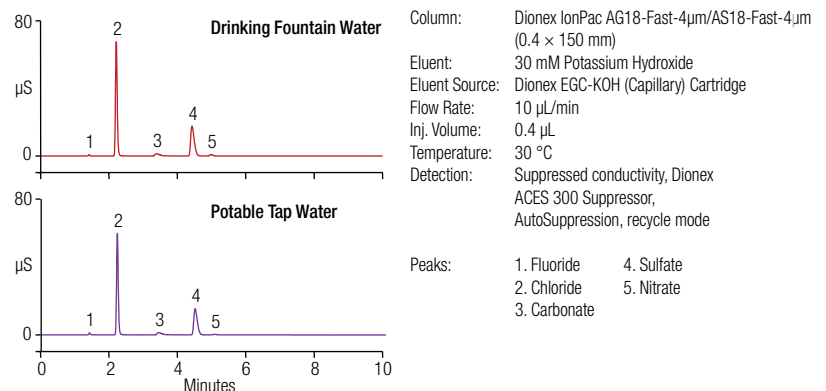 80
µS
0
Drinking Fountain Water
1
2
3
4
5
80
µS
0
Potable Tap Water
1
2
3
4
5
0 2 4 6 8 10
Minutes
Column: Dionex IonPac AG18-Fast-4µm/AS18-Fast-4µm
(0.4 × 150 mm)
Eluent: 30 mM Potassium Hydroxide
Eluent Source: Dionex EGC-KOH (Capillary) Cartridge
Flow Rate: 10 µL/min
Inj. Volume: 0.4 µL
Temperature: 30 °C
Detection: Suppressed conductivity, Dionex
ACES 300 Suppressor,
AutoSuppression, recycle mode
Peaks: 1. Fluoride 4. Sulfate
2. Chloride 5. Nitrate
3. Carbonate